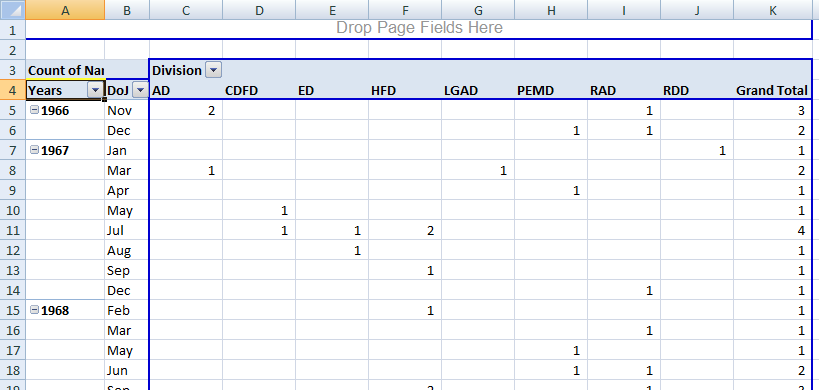 A B C D E F G H I J K
1 Drop Page Fields Here
2
3 Count of Nar Division
4 Years DoJ AD CDFD ED HFD LGAD PEMD RAD RDD Grand Total
5 1966 Nov 2 1 3
6 Dec 1 1 2
7 1967 Jan 1 1
8 Mar 1 1 2
9 Apr 1 1
10 May 1 1
11 Jul 1 1 2 4
12 Aug 1 1
13 Sep 1 1
14 Dec 1 1
15 1968 Feb 1 1
16 Mar 1 1
17 May 1 1
18 Jun 1 1 2